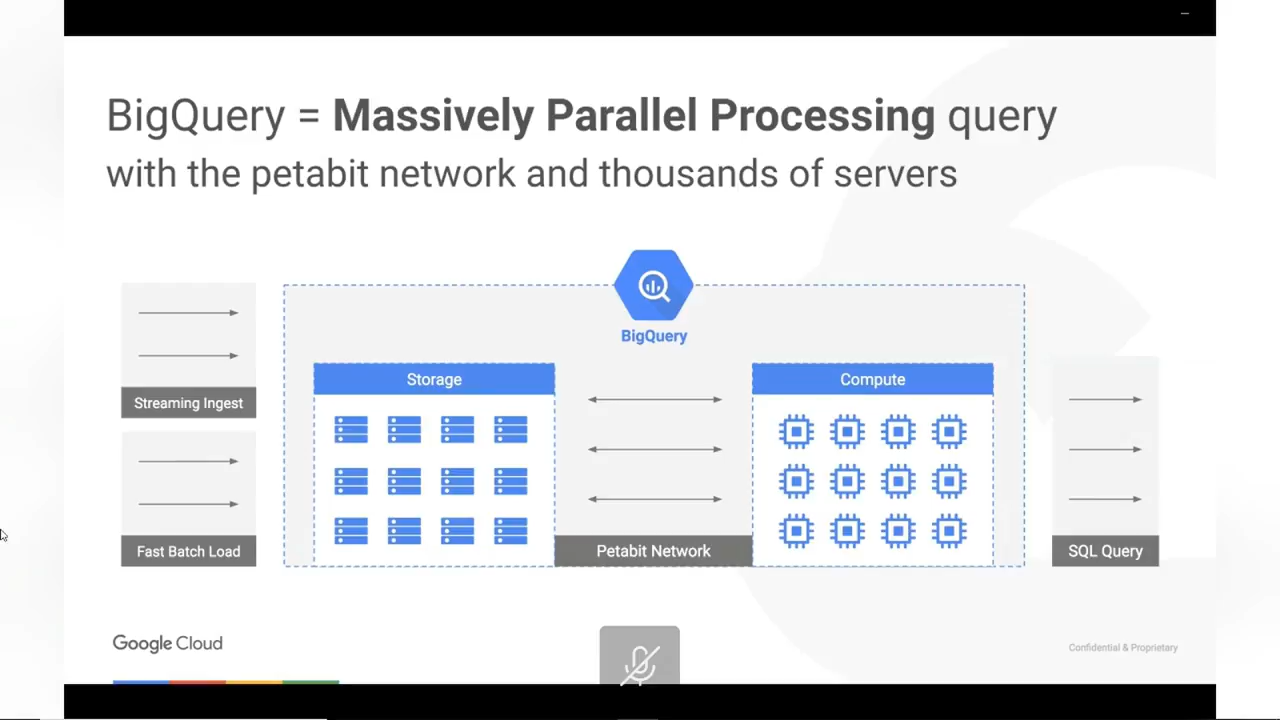 BigQuery = Massively Parallel Processing query
with the petabit network and thousands of servers
BigQuery
Storage
Compute
Streaming Ingest
Fast Batch Load
Petabit Network
SQL Query
Google Cloud
Confidential & Proprietary